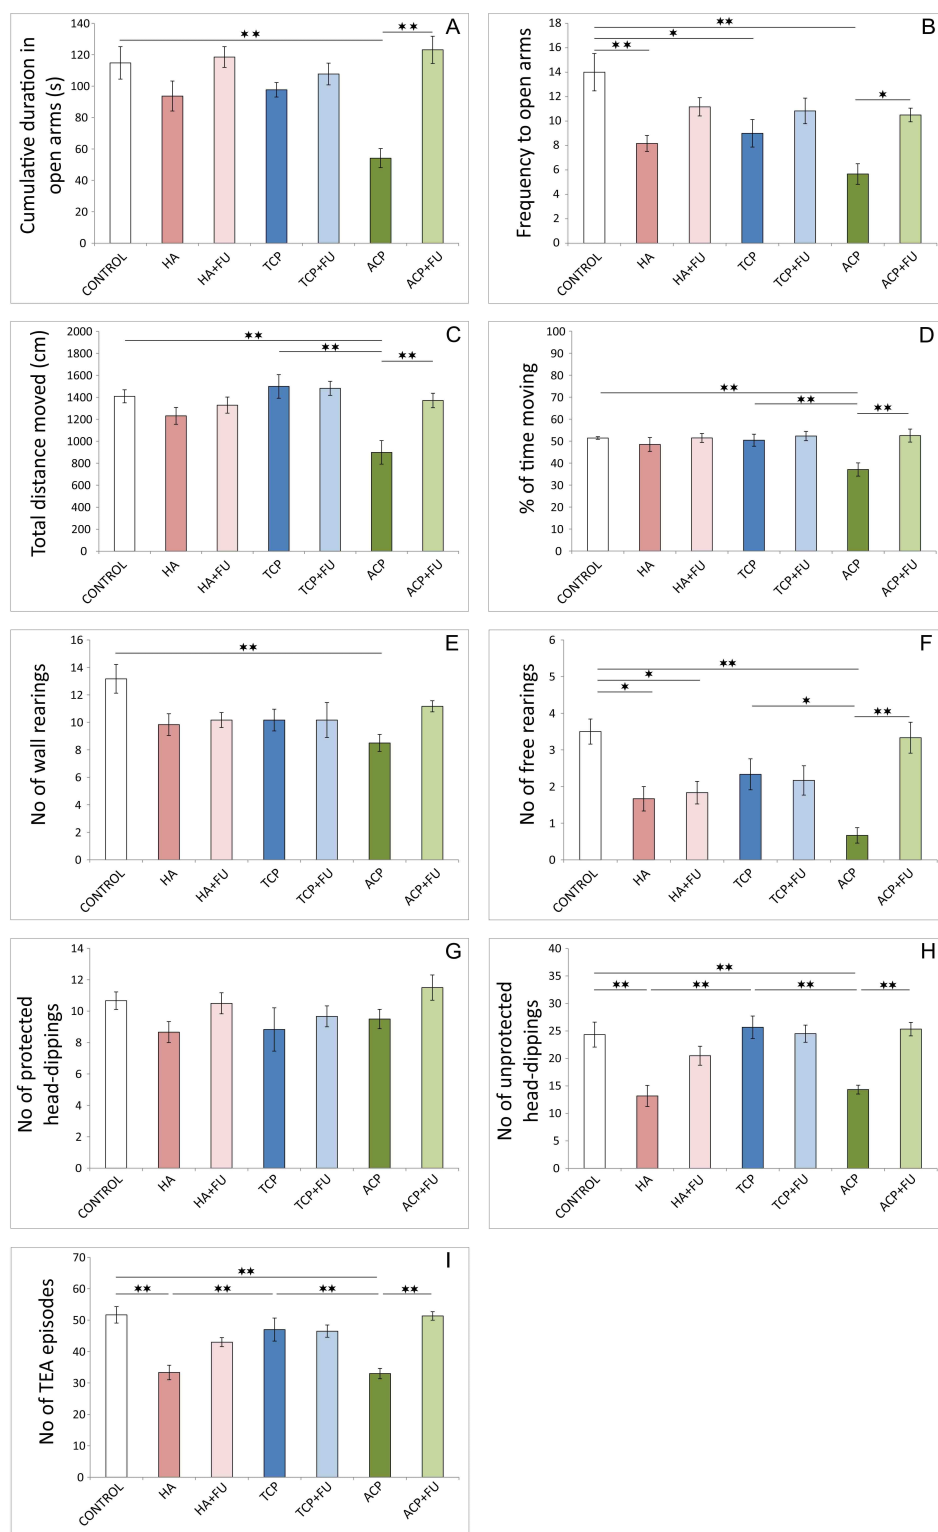 A
Cumulative duration in
open arms (s)
140
120
100
80
60
40
20
0
★★
★★
CONTROL
HA
HA+FU
TCP
TCP+FU
ACP
ACP+FU
B
Frequency to open arms
18
16
14
12
10
8
6
4
2
0
★★
★
★★
★
CONTROL
HA
HA+FU
TCP
TCP+FU
ACP
ACP+FU
C
Total distance moved (cm)
2000
1800
1600
1400
1200
1000
800
600
400
200
0
★★
★★
★★
CONTROL
HA
HA+FU
TCP
TCP+FU
ACP
ACP+FU
D
% of time moving
100
90
80
70
60
50
40
30
20
10
0
★★
★★
★★
CONTROL
HA
HA+FU
TCP
TCP+FU
ACP
ACP+FU
E
No of wall rearings
16
14
12
10
8
6
4
2
0
★★
CONTROL
HA
HA+FU
TCP
TCP+FU
ACP
ACP+FU
F
No of free rearings
6
5
4
3
2
1
0
★★
★
★
★
★★
CONTROL
HA
HA+FU
TCP
TCP+FU
ACP
ACP+FU
G
No of protected
head-dippings
14
12
10
8
6
4
2
0
CONTROL
HA
HA+FU
TCP
TCP+FU
ACP
ACP+FU
H
No of unprotected
head-dippings
40
35
30
25
20
15
10
5
0
★★
★★ ★★ ★★ ★★
CONTROL
HA
HA+FU
TCP
TCP+FU
ACP
ACP+FU
I
No of TEA episodes
70
60
50
40
30
20
10
0
★★
★★ ★★ ★★ ★★
CONTROL
HA
HA+FU
TCP
TCP+FU
ACP
ACP+FU